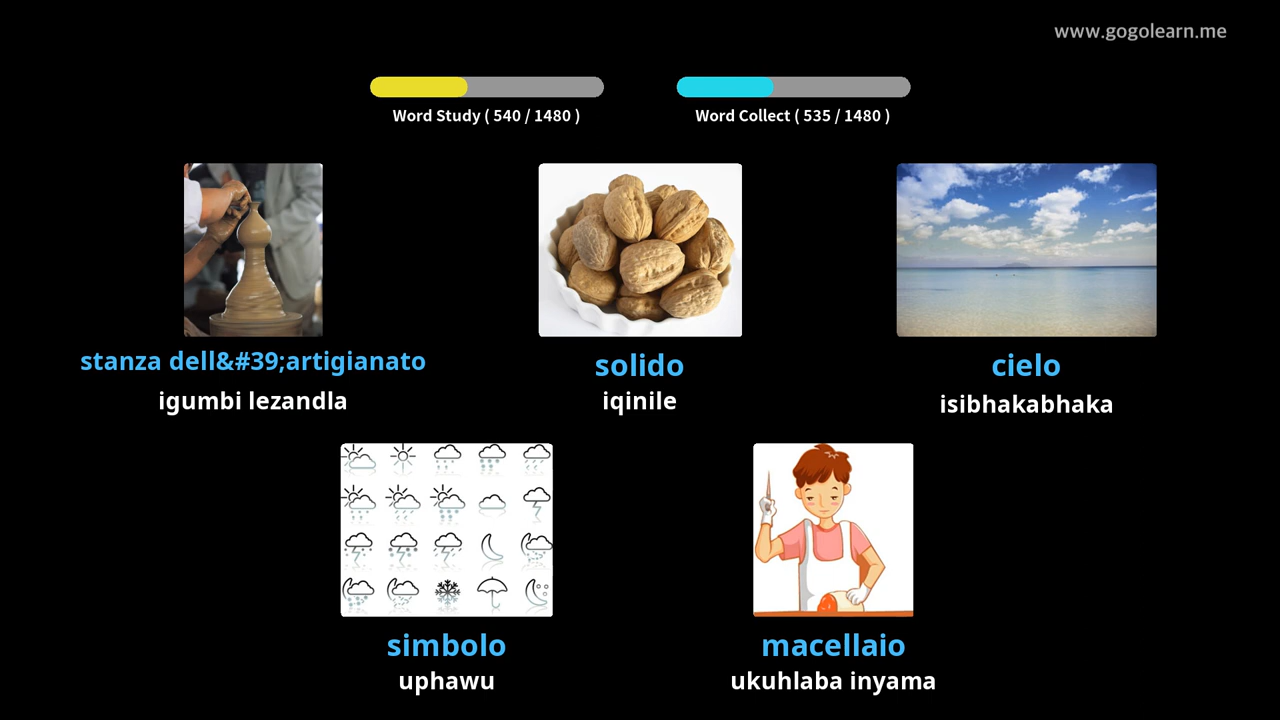 www.gogolearn.me
Word Study ( 540 / 1480 )
Word Collect ( 535 / 1480 )
stanza dell&#39;artigianato
igumbi lezandla
solido
iqinile
cielo
isibhakabhaka
simbolo
uphawu
macellaio
ukuhlaba inyama